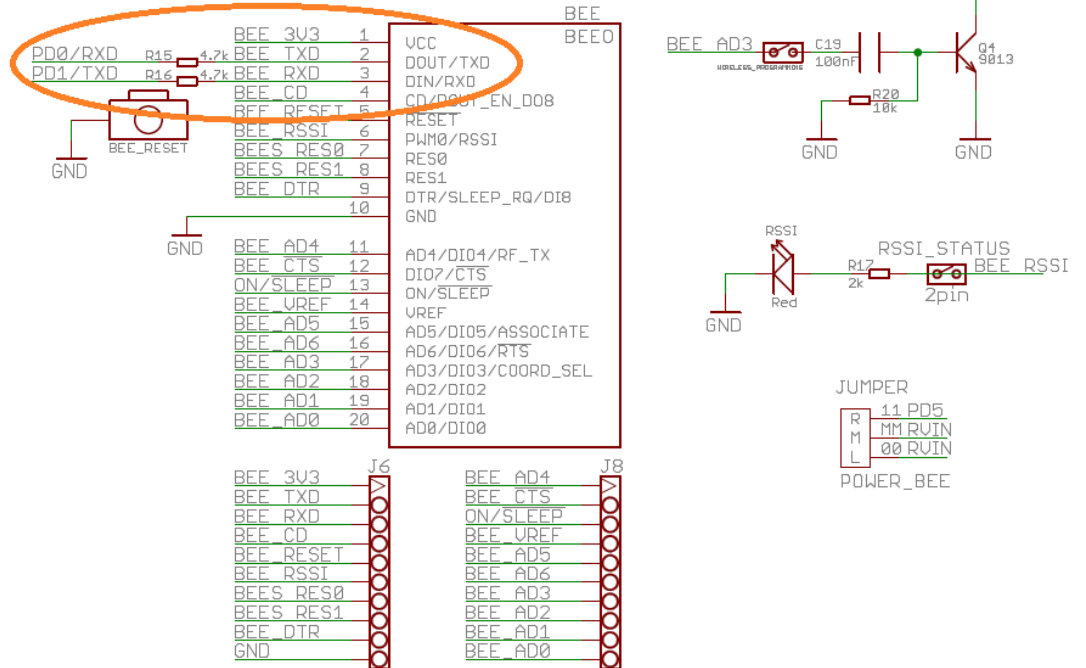 BEE
BEEO
BEE_3V3 1 VCC
PD0/RXD R15 4.7k BEE_TXD 2 DOUT/TXD
PD1/TXD R16 4.7k BEE_RXD 3 DIN/RXD
BEE_CD 4 CD/DOUT_EN_DO8
BEE_RESET 5 RESET
BEE_RSSI 6 PWM0/RSSI
BEES_RES0 7 RES0
BEES_RES1 8 RES1
BEE_DTR 9 DTR/SLEEP_RQ/DI8
10 GND
BEE_RESET
GND
GND
BEE_AD4 11 AD4/DIO4/RF_TX
BEE_CTS 12 DIO7/CTS
ON/SLEEP 13 ON/SLEEP
BEE_VREF 14 VREF
BEE_AD5 15 AD5/DIO5/ASSOCIATE
BEE_AD6 16 AD6/DIO6/RTS
BEE_AD3 17 AD3/DIO3/COORD_SEL
BEE_AD2 18 AD2/DIO2
BEE_AD1 19 AD1/DIO1
BEE_AD0 20 AD0/DIO0
J6
BEE_3V3
BEE_TXD
BEE_RXD
BEE_CD
BEE_RESET
BEE_RSSI
BEES_RES0
BEES_RES1
BEE_DTR
GND
J8
BEE_AD4
BEE_CTS
ON/SLEEP
BEE_VREF
BEE_AD5
BEE_AD6
BEE_AD3
BEE_AD2
BEE_AD1
BEE_AD0
BEE_AD3
WIRELESS_PROGRAMMING
C19
100nF
Q4
9013
R20
10k
GND
GND
RSSI
Red
GND
R17
2k
RSSI_STATUS
2pin
BEE_RSSI
JUMPER
R 11 PD5
M MM RVIN
L 00 RVIN
POWER_BEE